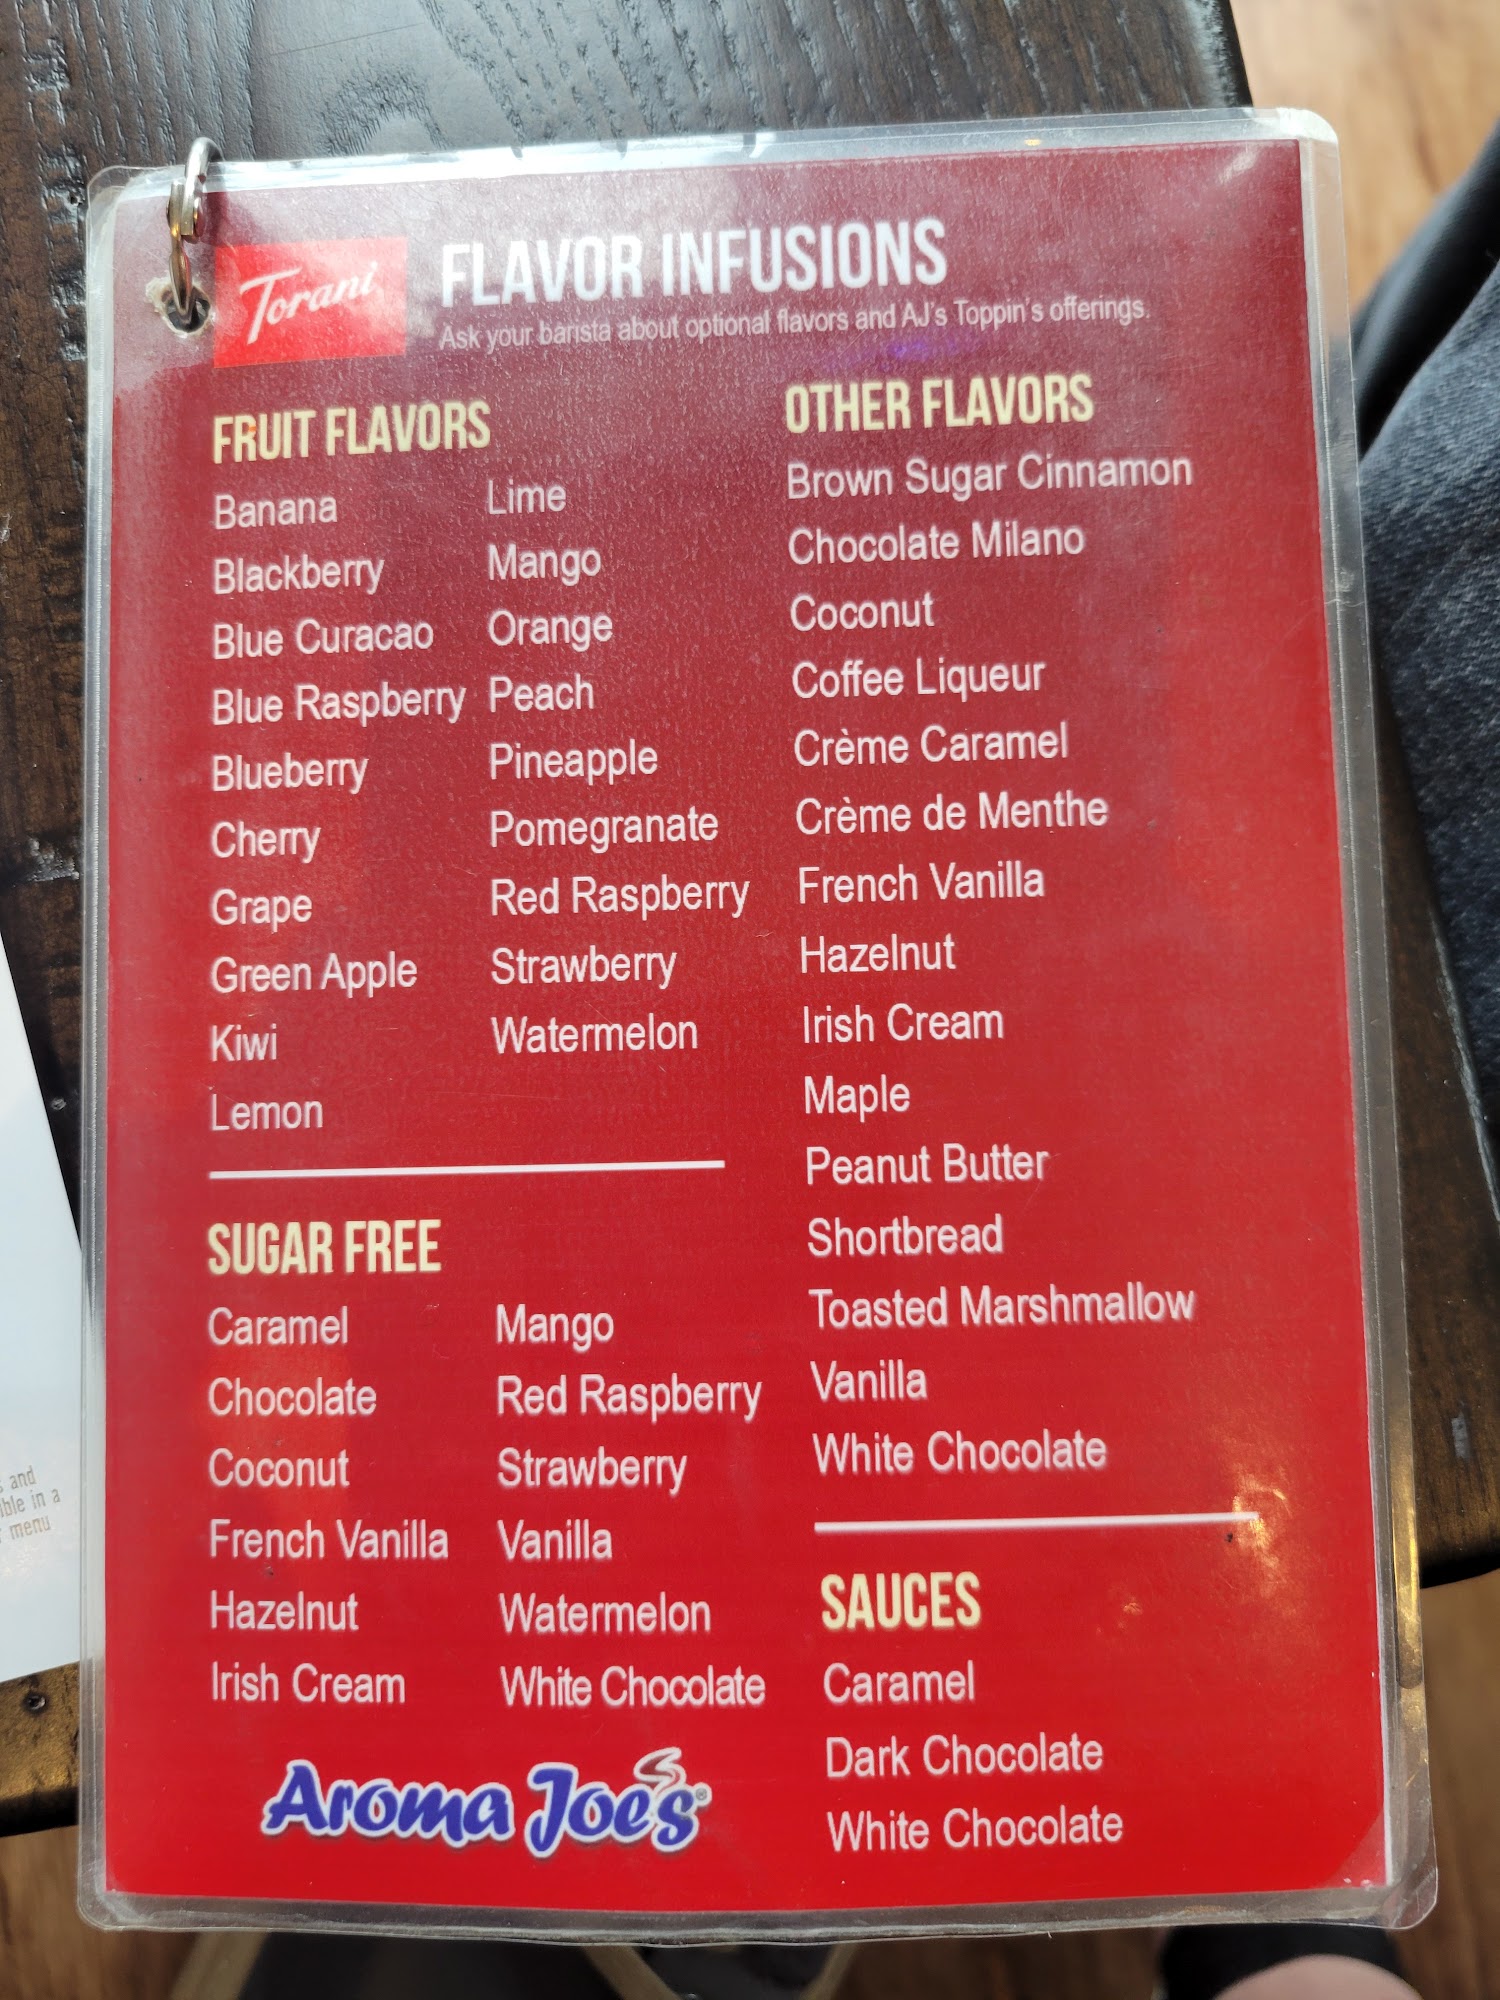 Torani
FLAVOR INFUSIONS
Ask your barista about optional flavors and AJ's Toppin's offerings.
FRUIT FLAVORS
Banana
Blackberry
Blue Curacao
Blue Raspberry
Blueberry
Cherry
Grape
Green Apple
Kiwi
Lemon
Lime
Mango
Orange
Peach
Pineapple
Pomegranate
Red Raspberry
Strawberry
Watermelon
SUGAR FREE
Caramel
Chocolate
Coconut
French Vanilla
Hazelnut
Irish Cream
Mango
Red Raspberry
Strawberry
Vanilla
Watermelon
White Chocolate
OTHER FLAVORS
Brown Sugar Cinnamon
Chocolate Milano
Coconut
Coffee Liqueur
Crème Caramel
Crème de Menthe
French Vanilla
Hazelnut
Irish Cream
Maple
Peanut Butter
Shortbread
Toasted Marshmallow
Vanilla
White Chocolate
SAUCES
Caramel
Dark Chocolate
White Chocolate
Aroma Joe's®
and
in a
menu